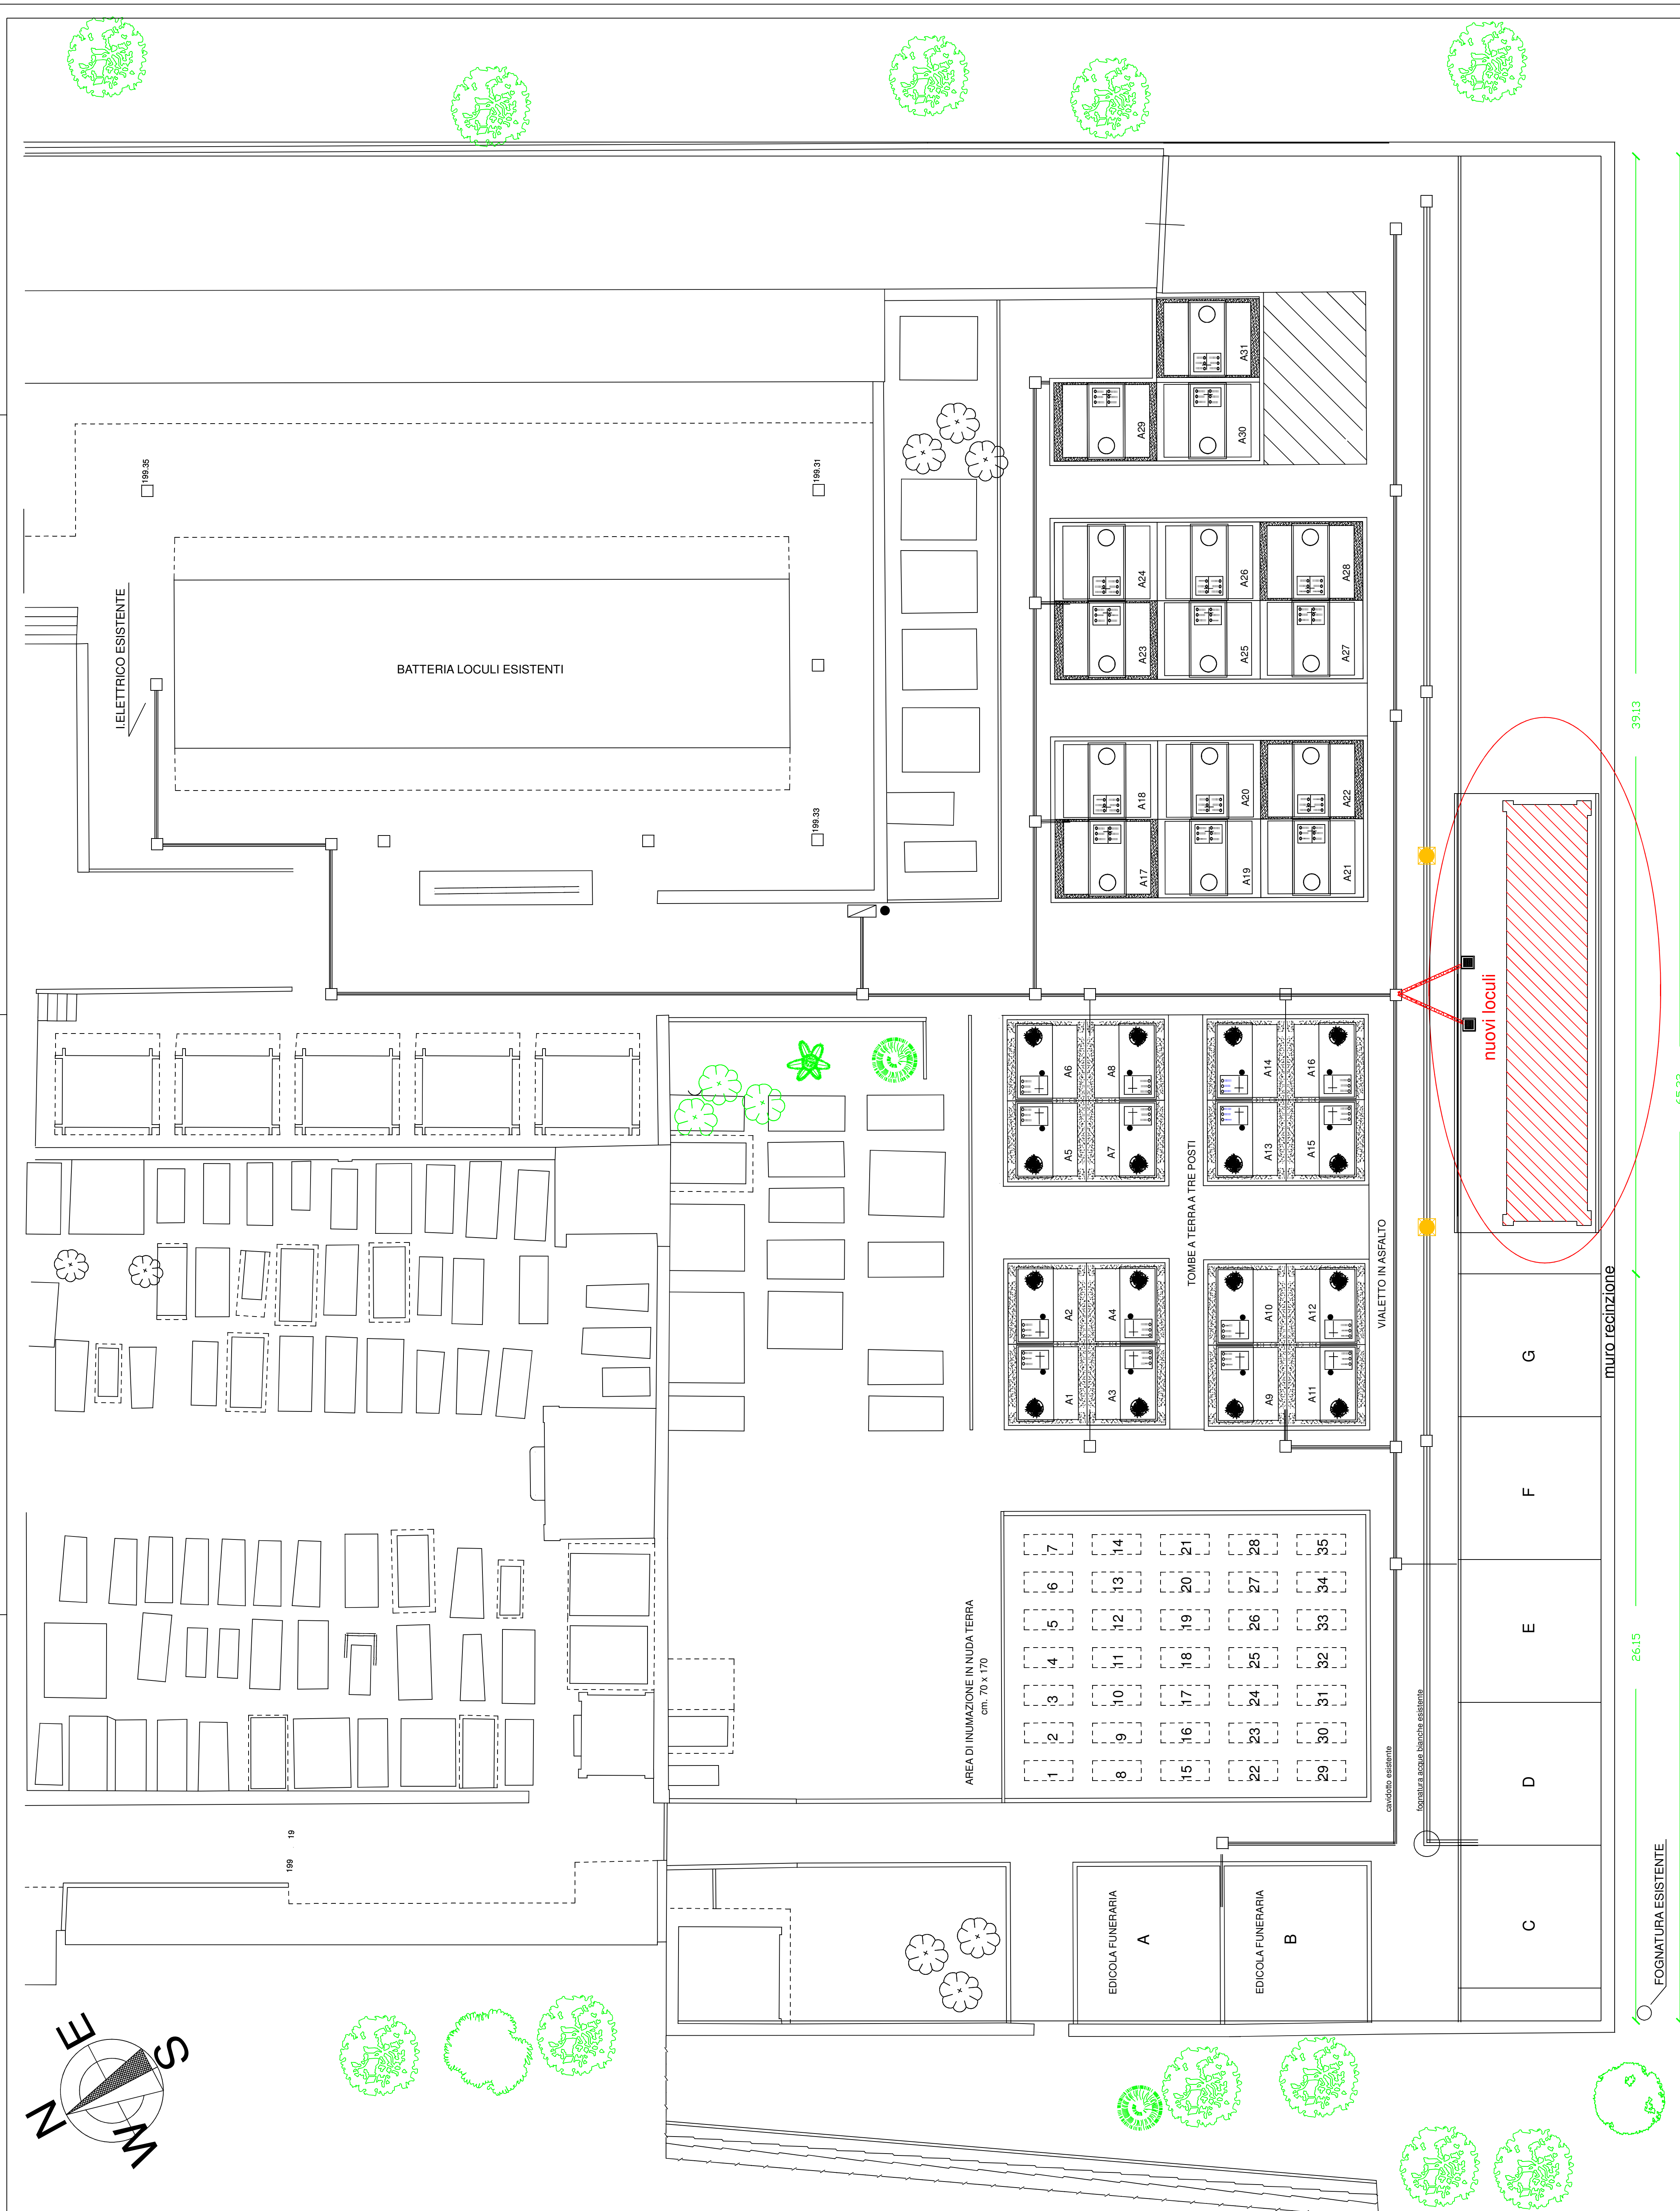 I.ELETTRICO ESISTENTE
199.35
199.31
BATTERIA LOCULI ESISTENTI
199.33
A31
A29
A30
A24
A26
A28
A23
A25
A27
A18
A20
A22
A17
A19
A21
39.13
nuovi loculi
A6
A8
A14
A16
A5
A7
A13
A15
TOMBE A TERRA A TRE POSTI
VIALETTO IN ASFALTO
A2
A4
A10
A12
A1
A3
A9
A11
muro recinzione
G
F
E
D
C
AREA DI INUMAZIONE IN NUDA TERRA
cm. 70 x 170
7 14 21 28 35
6 13 20 27 34
5 12 19 26 33
4 11 18 25 32
3 10 17 24 31
2 9 16 23 30
1 8 15 22 29
26.15
cavidotto esistente
fognatura acque bianche esistente
199 19
EDICOLA FUNERARIA
A
EDICOLA FUNERARIA
B
FOGNATURA ESISTENTE
N
E
S
W